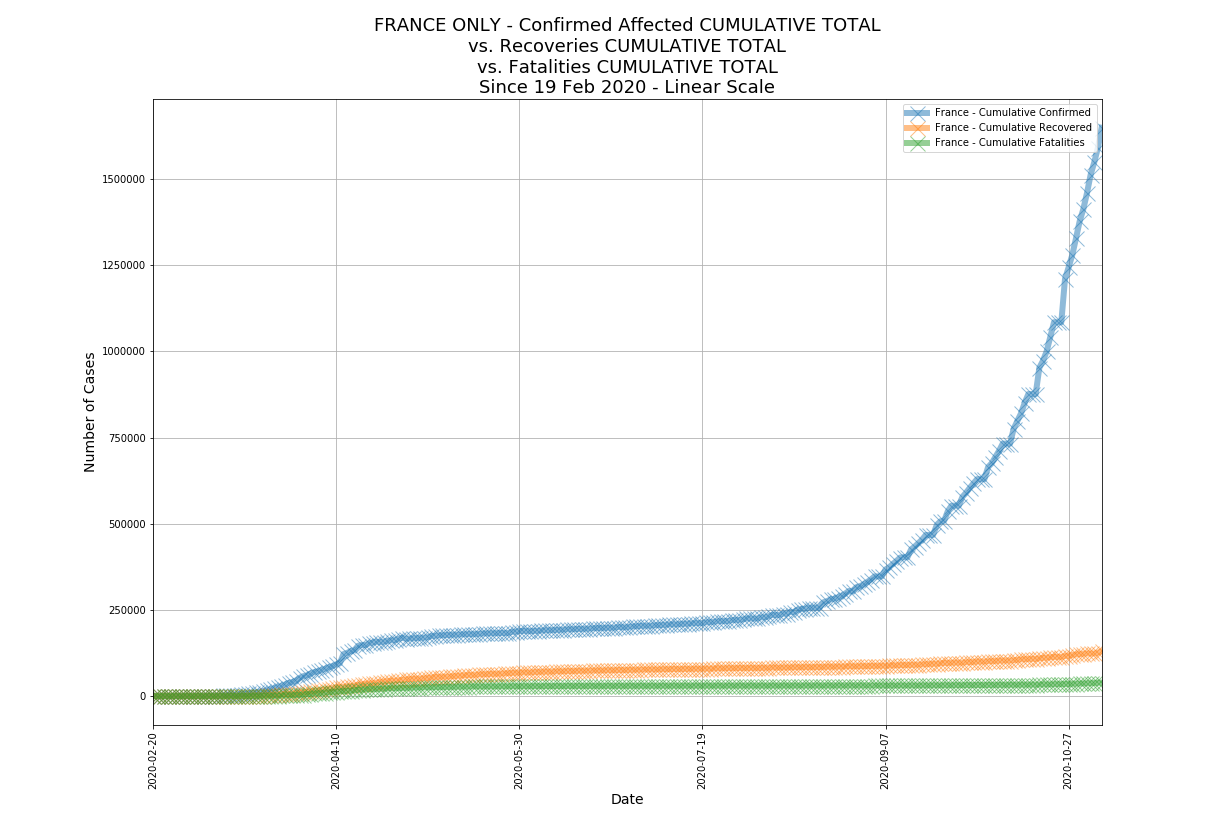 FRANCE ONLY - Confirmed Affected CUMULATIVE TOTAL
vs. Recoveries CUMULATIVE TOTAL
vs. Fatalities CUMULATIVE TOTAL
Since 19 Feb 2020 - Linear Scale
France - Cumulative Confirmed
France - Cumulative Recovered
France - Cumulative Fatalities
Number of Cases
1500000
1250000
1000000
750000
500000
250000
0
2020-02-20
2020-04-10
2020-05-30
2020-07-19
2020-09-07
2020-10-27
Date